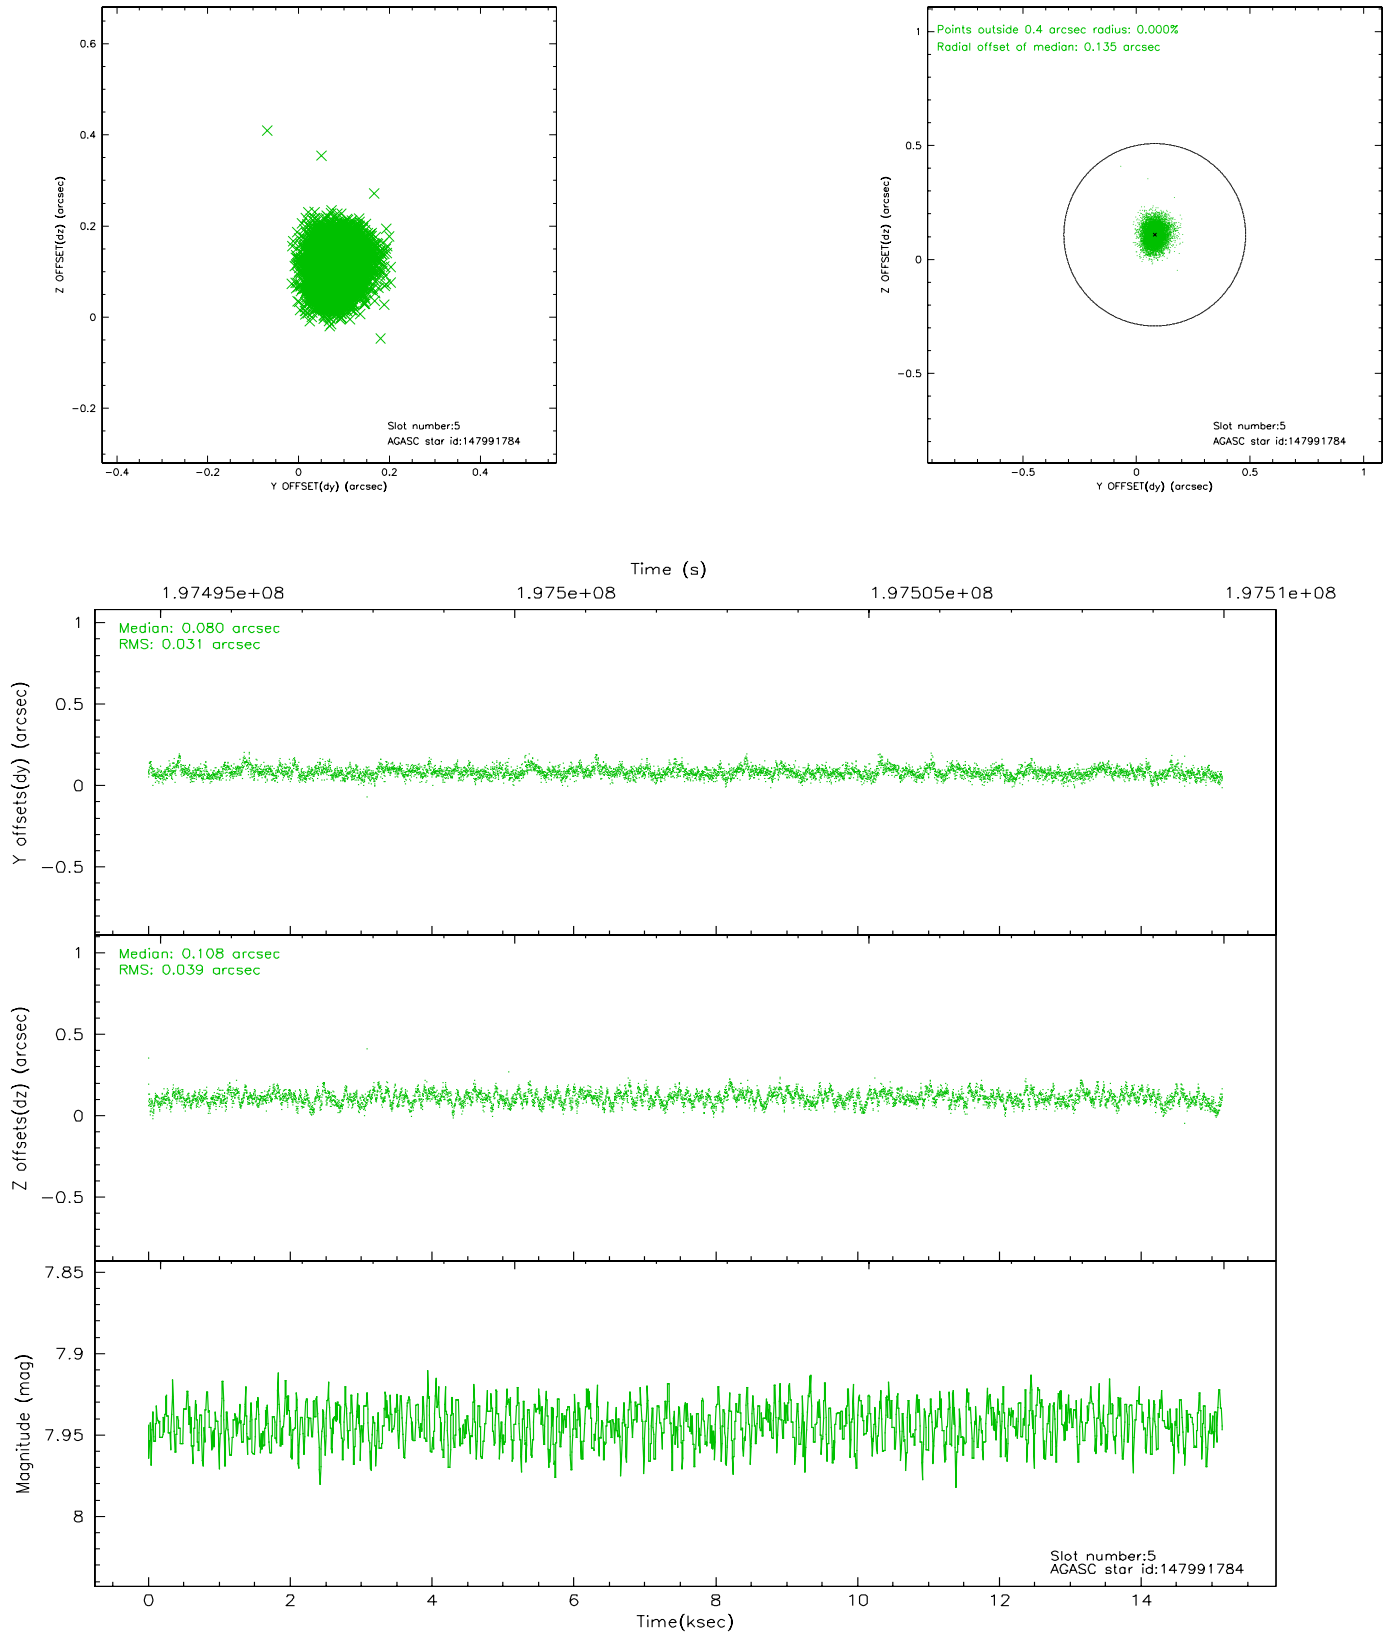 0.6
0.4
0.2
0
−0.2
Z OFFSET(dz) (arcsec)
Slot number:5
AGASC star id:147991784
−0.4 −0.2 0 0.2 0.4
Y OFFSET(dy) (arcsec)
Points outside 0.4 arcsec radius: 0.000%
Radial offset of median: 0.135 arcsec
1
0.5
0
−0.5
Z OFFSET(dz) (arcsec)
Slot number:5
AGASC star id:147991784
−0.5 0 0.5 1
Y OFFSET(dy) (arcsec)
Time (s)
1.97495e+08 1.975e+08 1.97505e+08 1.9751e+08
Median: 0.080 arcsec
RMS: 0.031 arcsec
1
0.5
0
−0.5
Y offsets(dy) (arcsec)
Median: 0.108 arcsec
RMS: 0.039 arcsec
1
0.5
0
−0.5
Z offsets(dz) (arcsec)
7.85
7.9
7.95
8
Magnitude (mag)
Slot number:5
AGASC star id:147991784
0 2 4 6 8 10 12 14
Time(ksec)